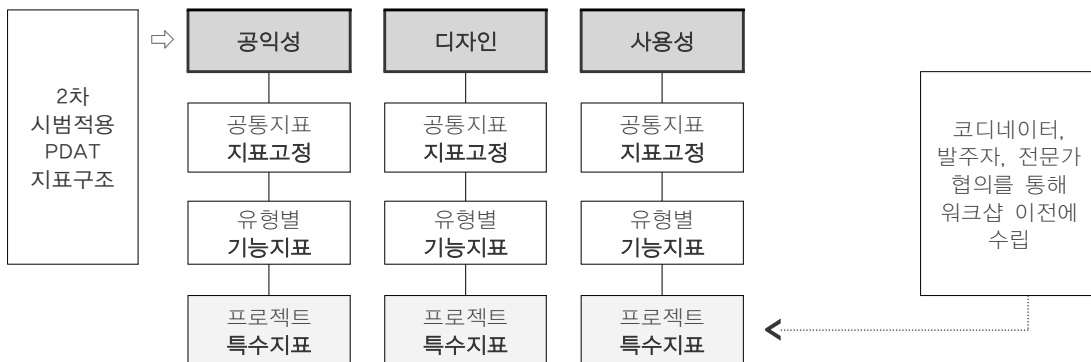 2차
시범적용
PDAT
지표구조
⇨
공익성
디자인
사용성
공통지표
지표고정
공통지표
지표고정
공통지표
지표고정
유형별
기능지표
유형별
기능지표
유형별
기능지표
프로젝트
특수지표
프로젝트
특수지표
프로젝트
특수지표
코디네이터,
발주자, 전문가
협의를 통해
워크샵 이전에
수립